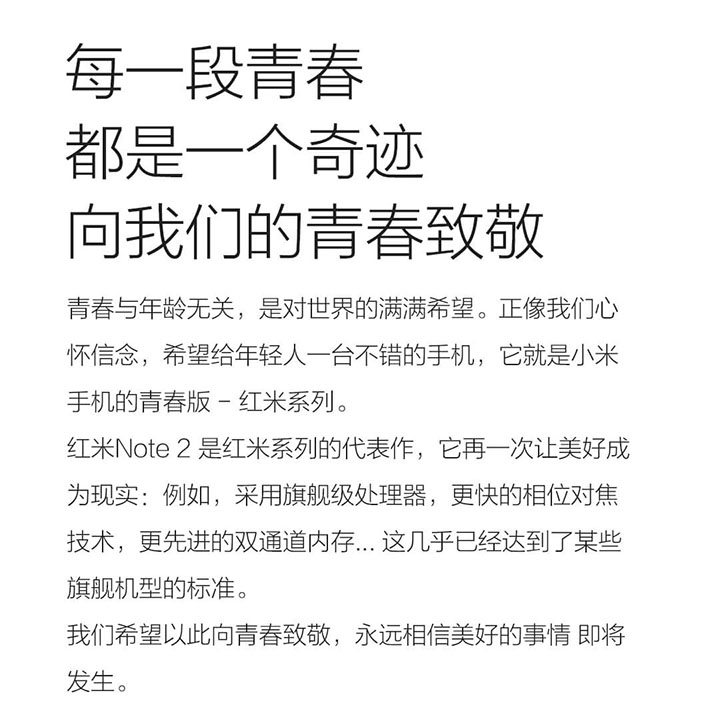 每一段青春
都是一个奇迹
向我们的青春致敬
青春与年龄无关，是对世界的满满希望。正像我们心
怀信念，希望给年轻人一台不错的手机，它就是小米
手机的青春版 – 红米系列。
红米Note 2 是红米系列的代表作，它再一次让美好成
为现实：例如，采用旗舰级处理器，更快的相位对焦
技术，更先进的双通道内存... 这几乎已经达到了某些
旗舰机型的标准。
我们希望以此向青春致敬，永远相信美好的事情 即将
发生。